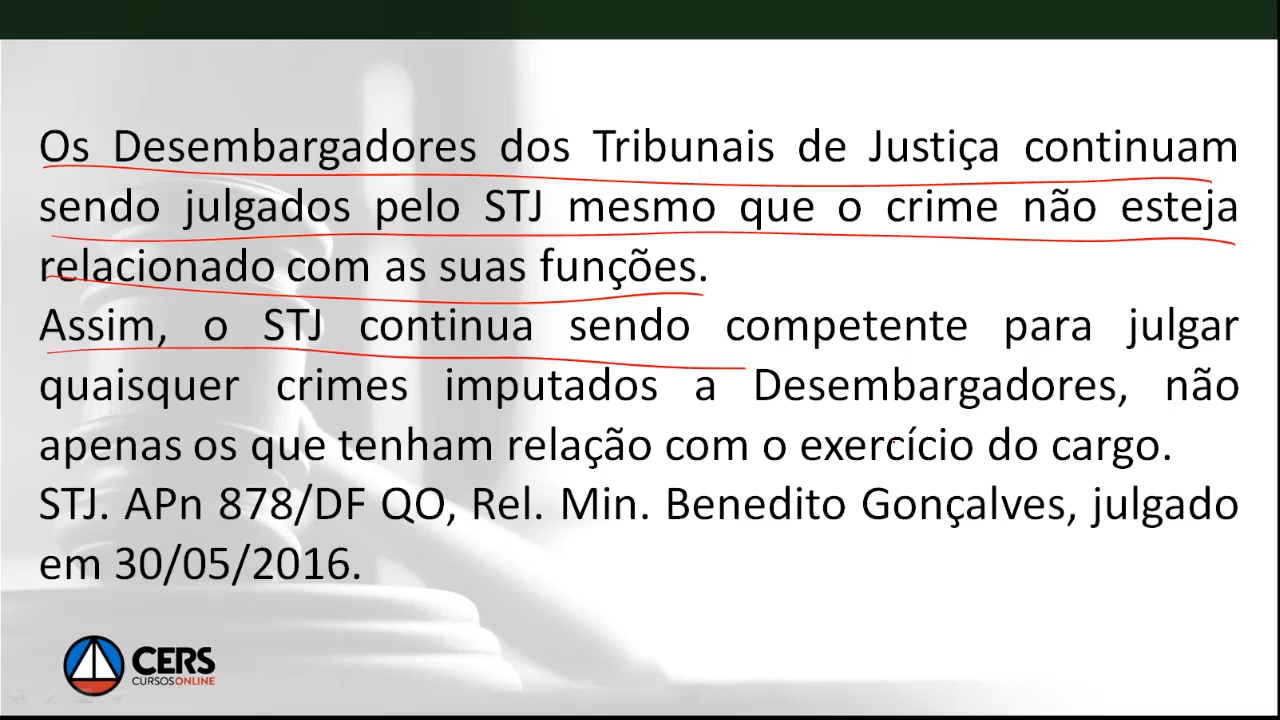 Os Desembargadores dos Tribunais de Justiça continuam
sendo julgados pelo STJ mesmo que o crime não esteja
relacionado com as suas funções.
Assim, o STJ continua sendo competente para julgar
quaisquer crimes imputados a Desembargadores, não
apenas os que tenham relação com o exercício do cargo.
STJ. APn 878/DF QO, Rel. Min. Benedito Gonçalves, julgado
em 30/05/2016.
CERS
CURSOS ONLINE